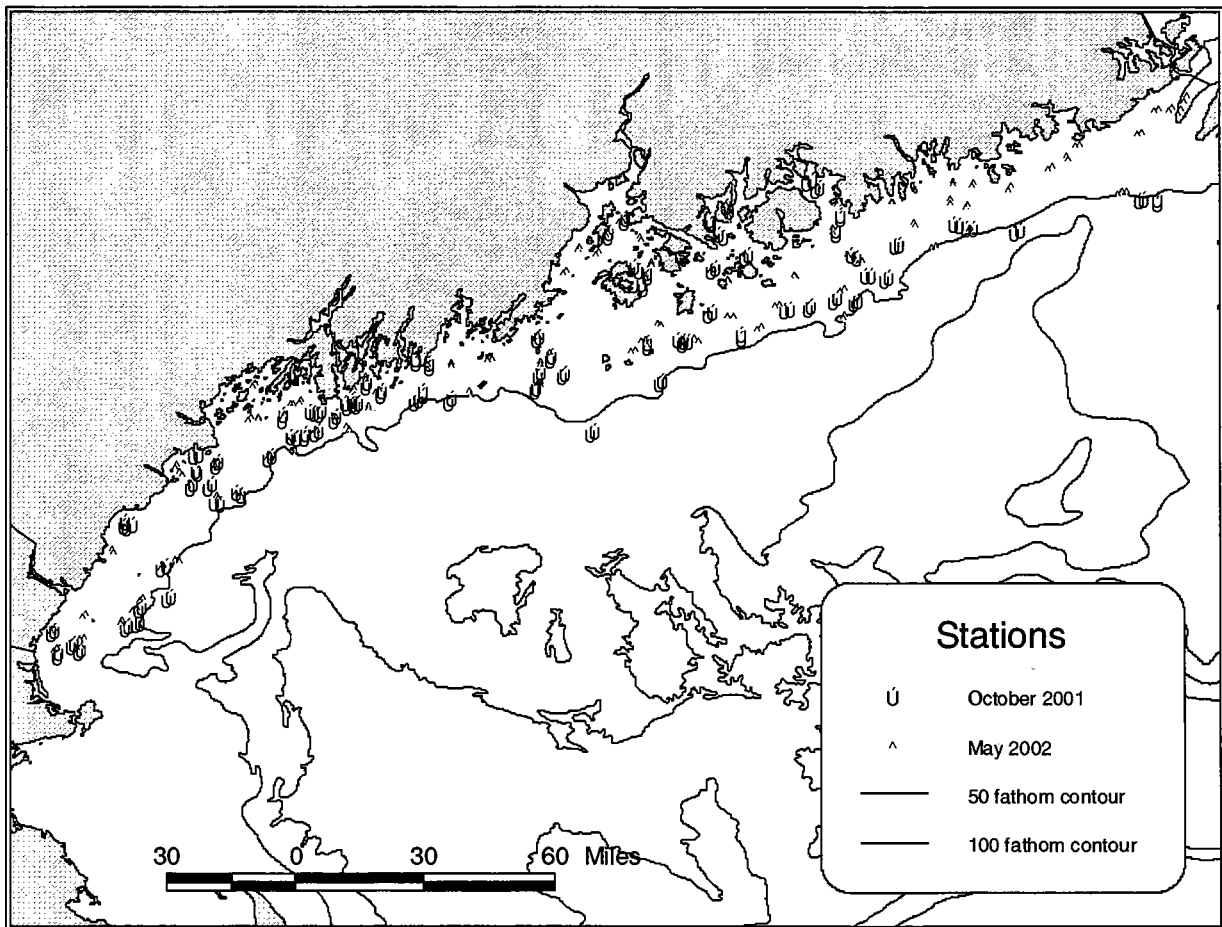 Stations
Ú October 2001
^ May 2002
50 fathom contour
100 fathom contour
30 0 30 60 Miles